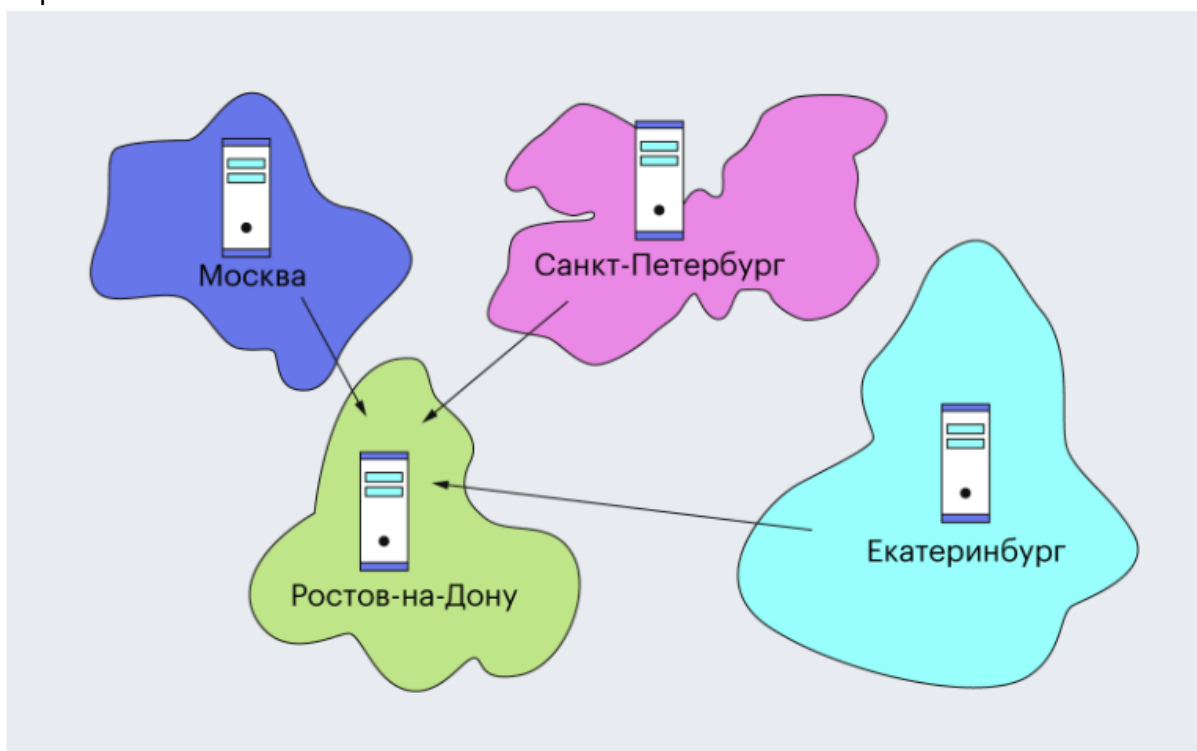 Москва
Санкт-Петербург
Екатеринбург
Ростов-на-Дону